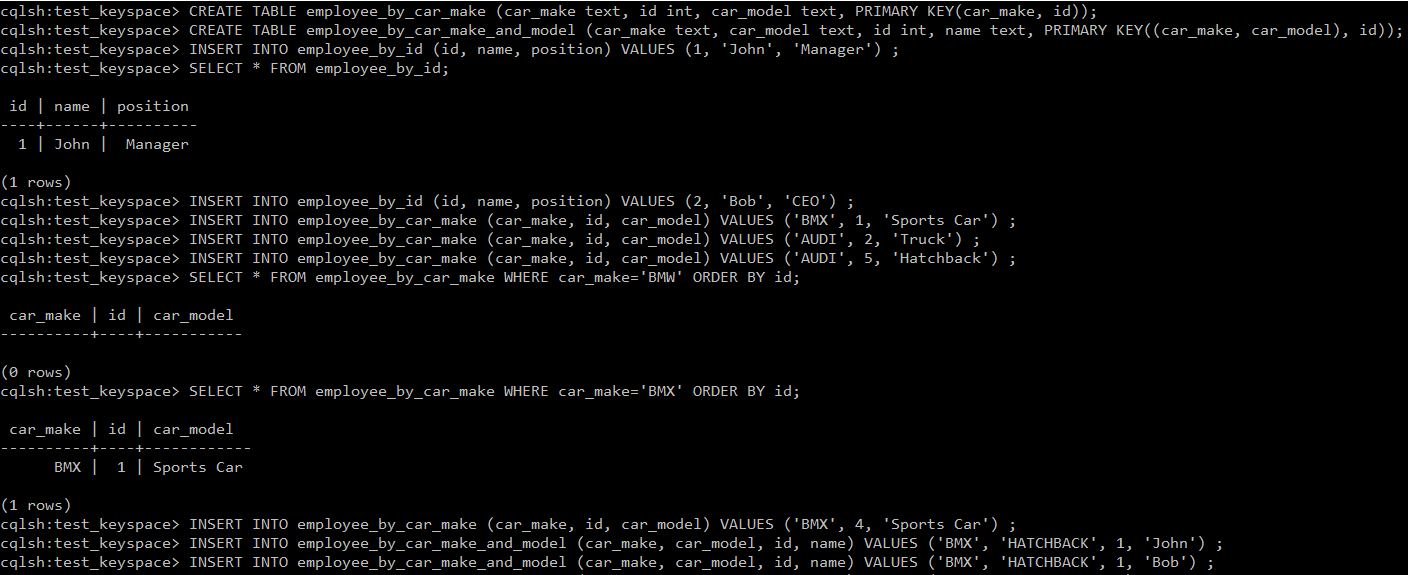 cqlsh:test_keyspace> CREATE TABLE employee_by_car_make (car_make text, id int, car_model text, PRIMARY KEY(car_make, id));
cqlsh:test_keyspace> CREATE TABLE employee_by_car_make_and_model (car_make text, car_model text, id int, name text, PRIMARY KEY((car_make, car_model), id));
cqlsh:test_keyspace> INSERT INTO employee_by_id (id, name, position) VALUES (1, 'John', 'Manager') ;
cqlsh:test_keyspace> SELECT * FROM employee_by_id;
 id | name | position
----+------+----------
  1 | John |  Manager
(1 rows)
cqlsh:test_keyspace> INSERT INTO employee_by_id (id, name, position) VALUES (2, 'Bob', 'CEO') ;
cqlsh:test_keyspace> INSERT INTO employee_by_car_make (car_make, id, car_model) VALUES ('BMX', 1, 'Sports Car') ;
cqlsh:test_keyspace> INSERT INTO employee_by_car_make (car_make, id, car_model) VALUES ('AUDI', 2, 'Truck') ;
cqlsh:test_keyspace> INSERT INTO employee_by_car_make (car_make, id, car_model) VALUES ('AUDI', 5, 'Hatchback') ;
cqlsh:test_keyspace> SELECT * FROM employee_by_car_make WHERE car_make='BMW' ORDER BY id;
 car_make | id | car_model
----------+----+-----------
(0 rows)
cqlsh:test_keyspace> SELECT * FROM employee_by_car_make WHERE car_make='BMX' ORDER BY id;
 car_make | id | car_model
----------+----+------------
      BMX |  1 | Sports Car
(1 rows)
cqlsh:test_keyspace> INSERT INTO employee_by_car_make (car_make, id, car_model) VALUES ('BMX', 4, 'Sports Car') ;
cqlsh:test_keyspace> INSERT INTO employee_by_car_make_and_model (car_make, car_model, id, name) VALUES ('BMX', 'HATCHBACK', 1, 'John') ;
cqlsh:test_keyspace> INSERT INTO employee_by_car_make_and_model (car_make, car_model, id, name) VALUES ('BMX', 'HATCHBACK', 1, 'Bob') ;